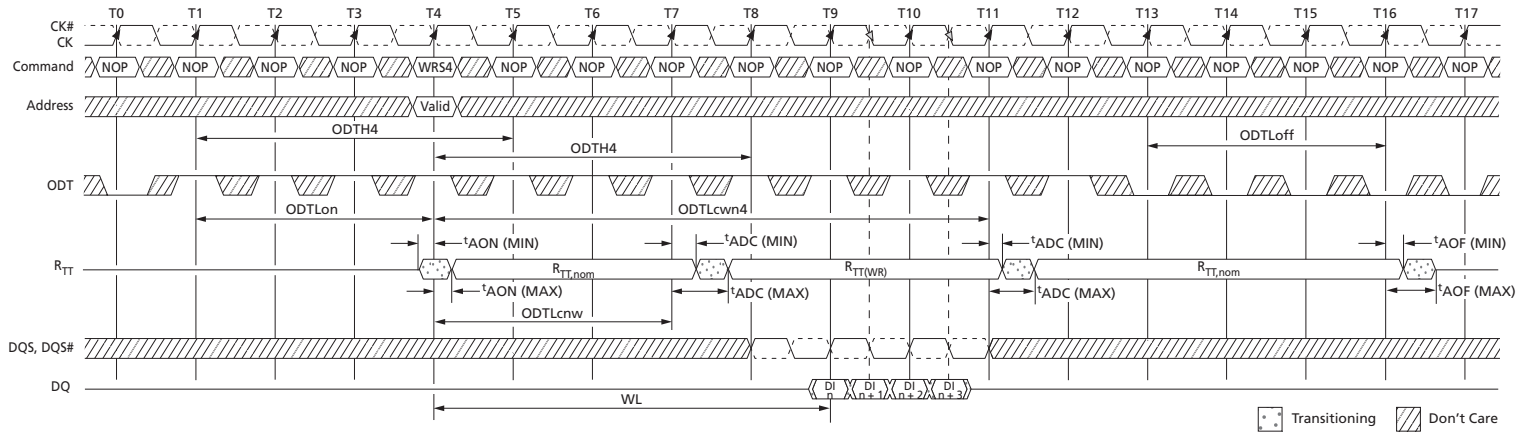 T0 T1 T2 T3 T4 T5 T6 T7 T8 T9 T10 T11 T12 T13 T14 T15 T16 T17
CK#
CK
Command NOP NOP NOP NOP WRS4 NOP NOP NOP NOP NOP NOP NOP NOP NOP NOP NOP NOP NOP
Address Valid
ODTH4 ODTLoff
ODTH4
ODT
ODTLon ODTLcwn4
tAON (MIN) tADC (MIN) tADC (MIN) tAOF (MIN)
RTT RTT,nom RTT(WR) RTT,nom
tAON (MAX) tADC (MAX) tADC (MAX) tAOF (MAX)
ODTLcnw
DQS, DQS#
DQ DI n DI n + 1 DI n + 2 DI n + 3
WL
Transitioning Don't Care